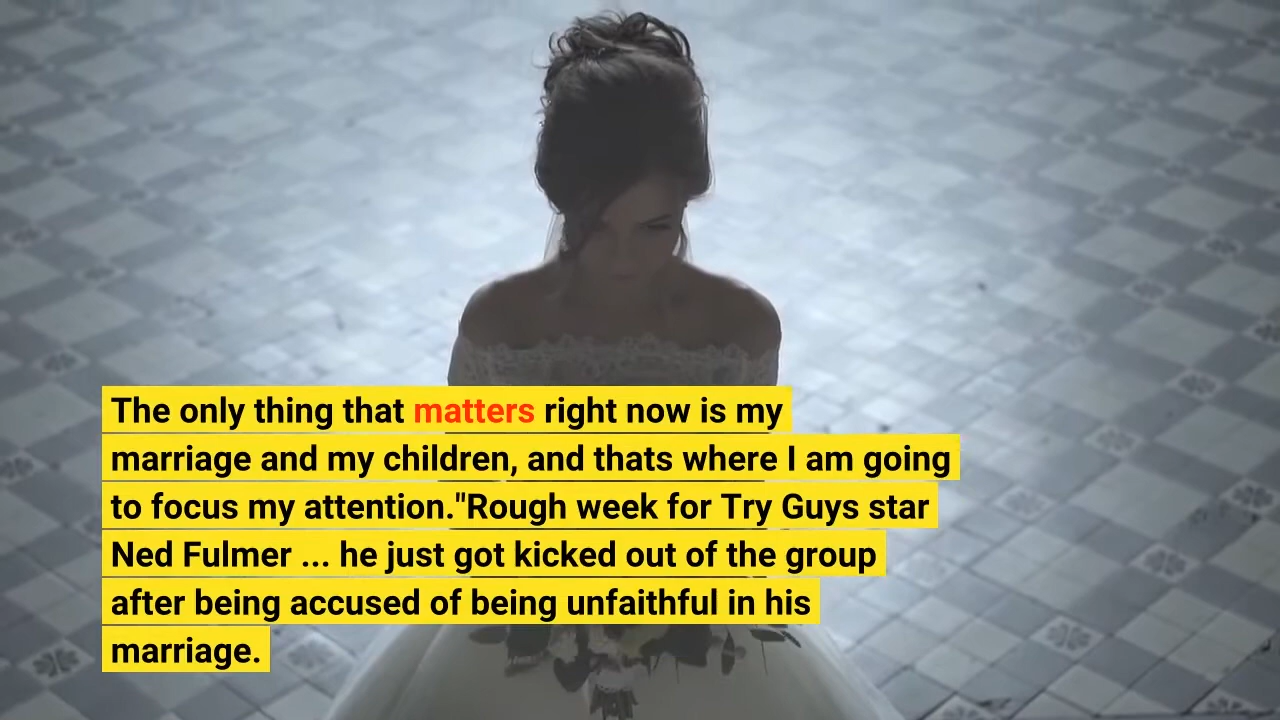 The only thing that matters right now is my
marriage and my children, and thats where I am going
to focus my attention."Rough week for Try Guys star
Ned Fulmer ... he just got kicked out of the group
after being accused of being unfaithful in his
marriage.